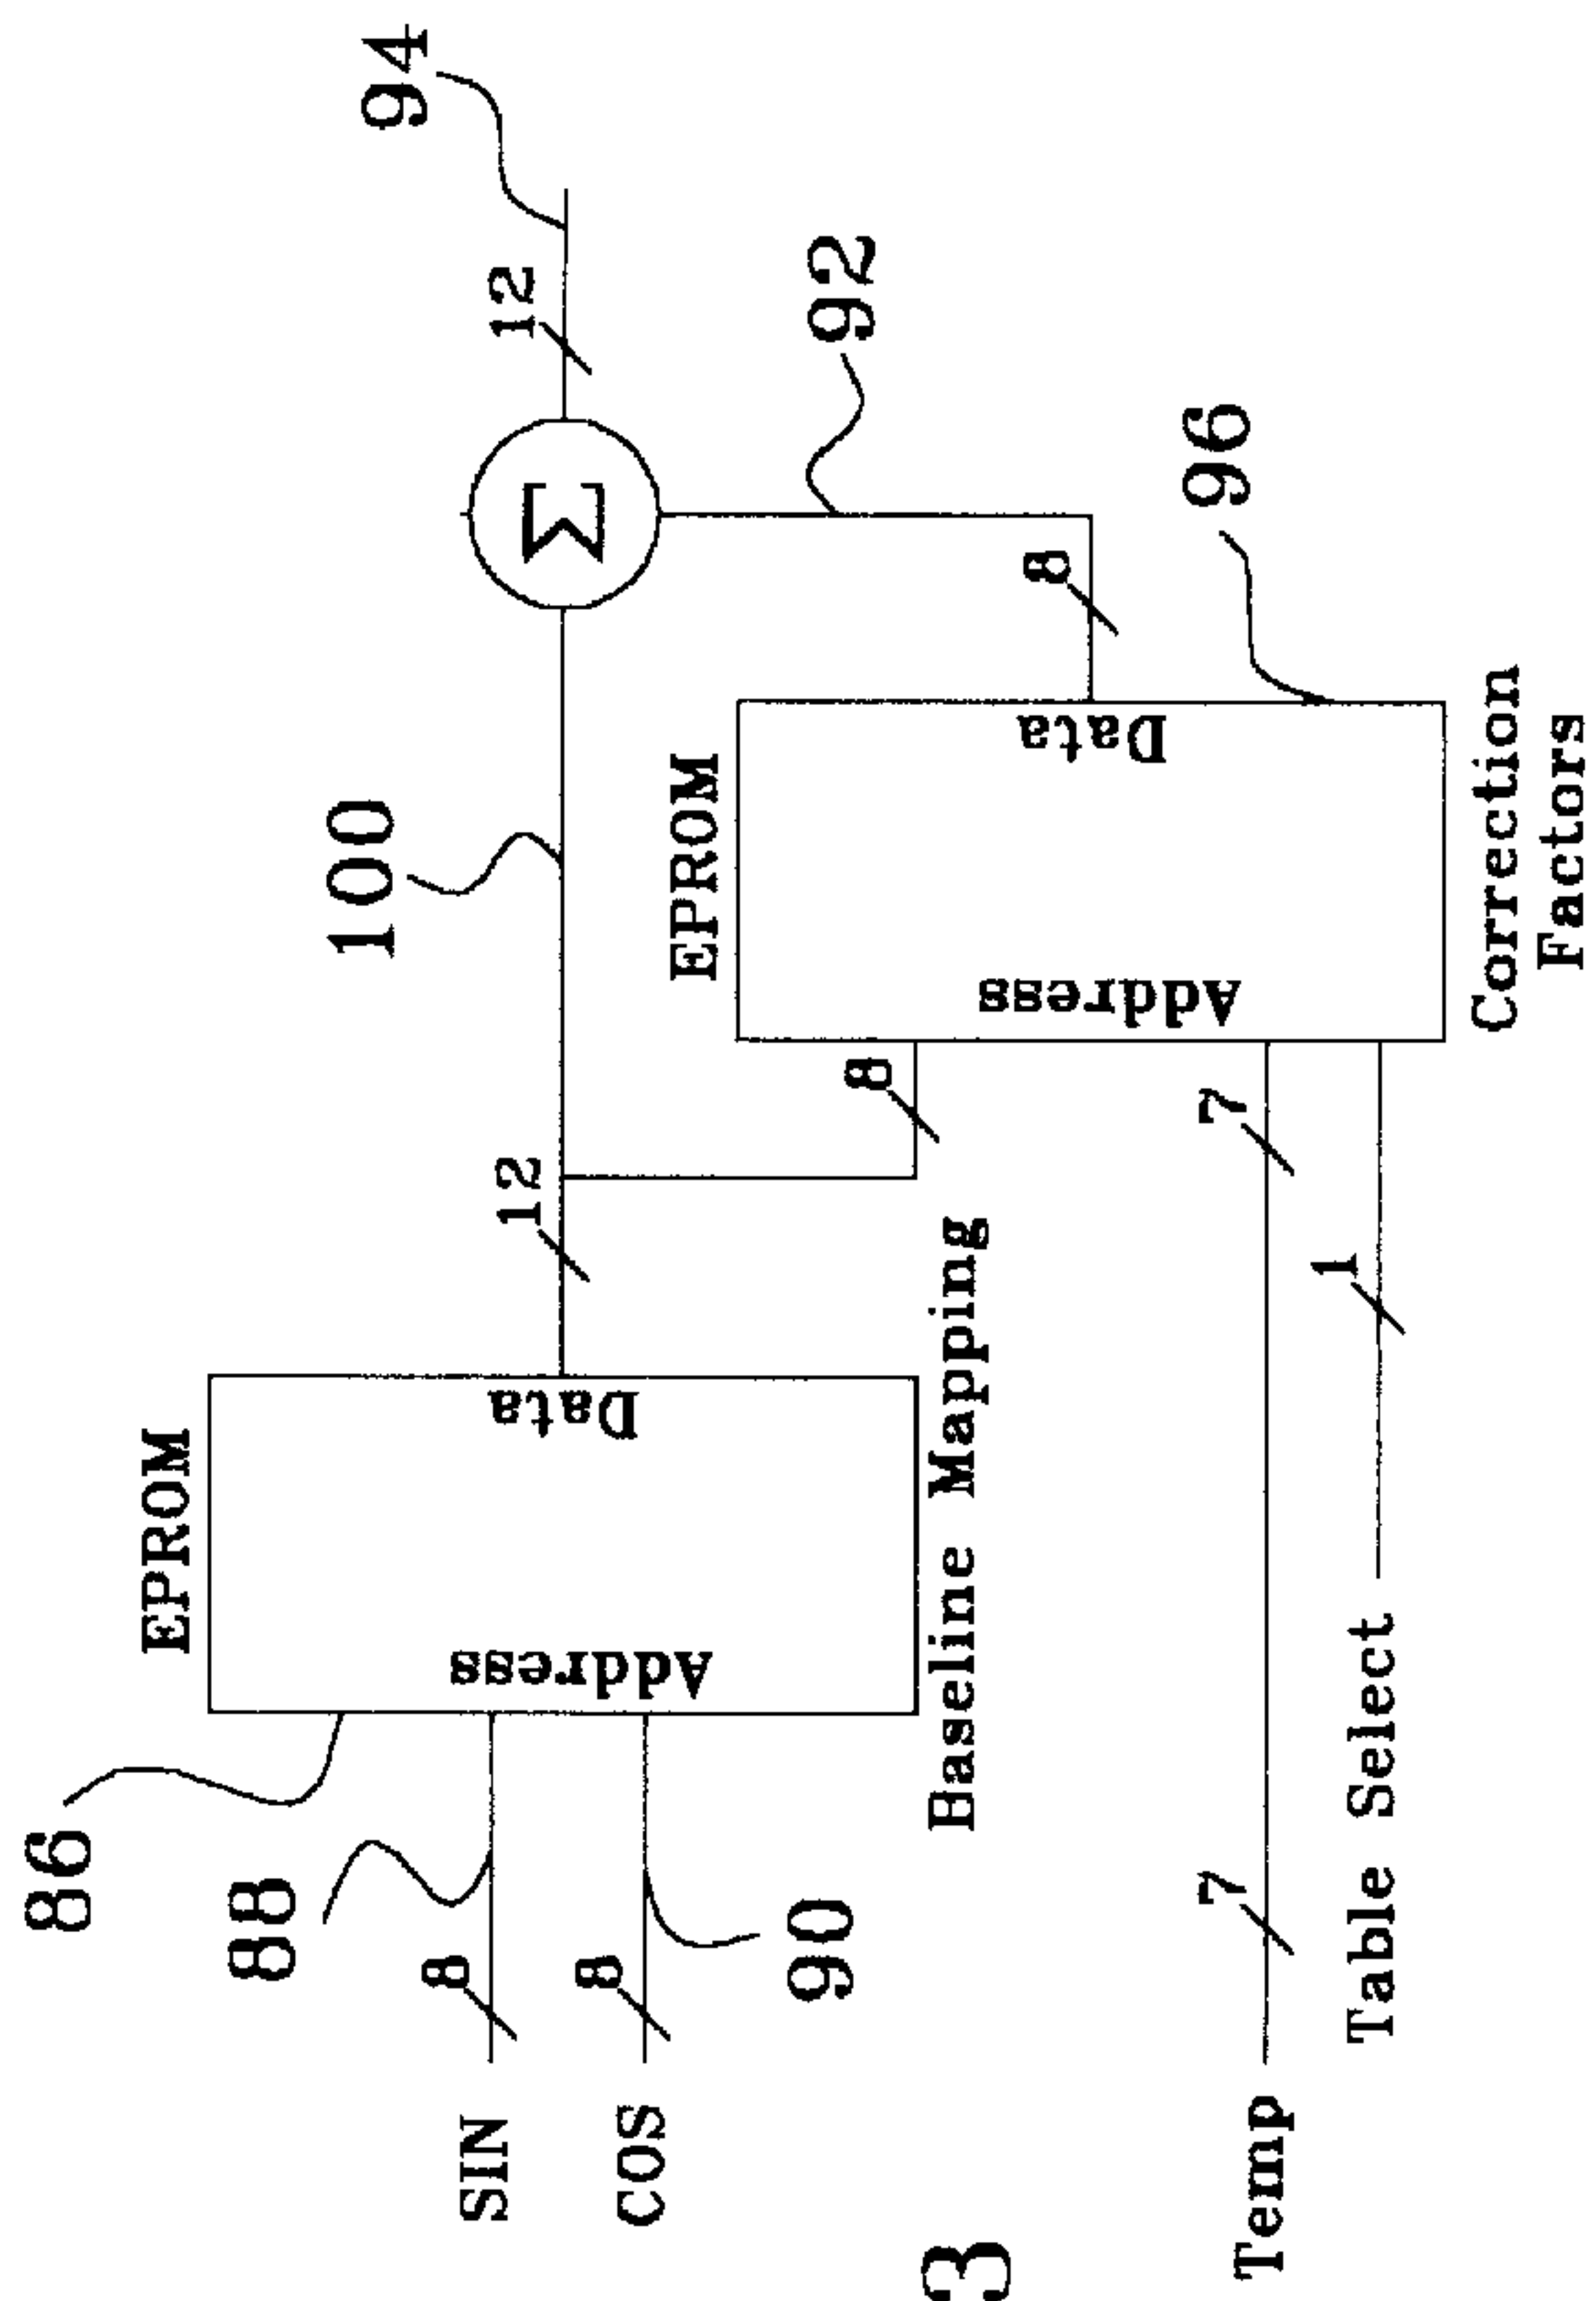 94
12
92
100
96
Σ
8
EPROM
Data
Address
Correction
Factors
8
7
12
1
EPROM
Data
Address
Baseline Mapping
86
88
8
8
90
7
Table Select
SIN
COS
Temp
3